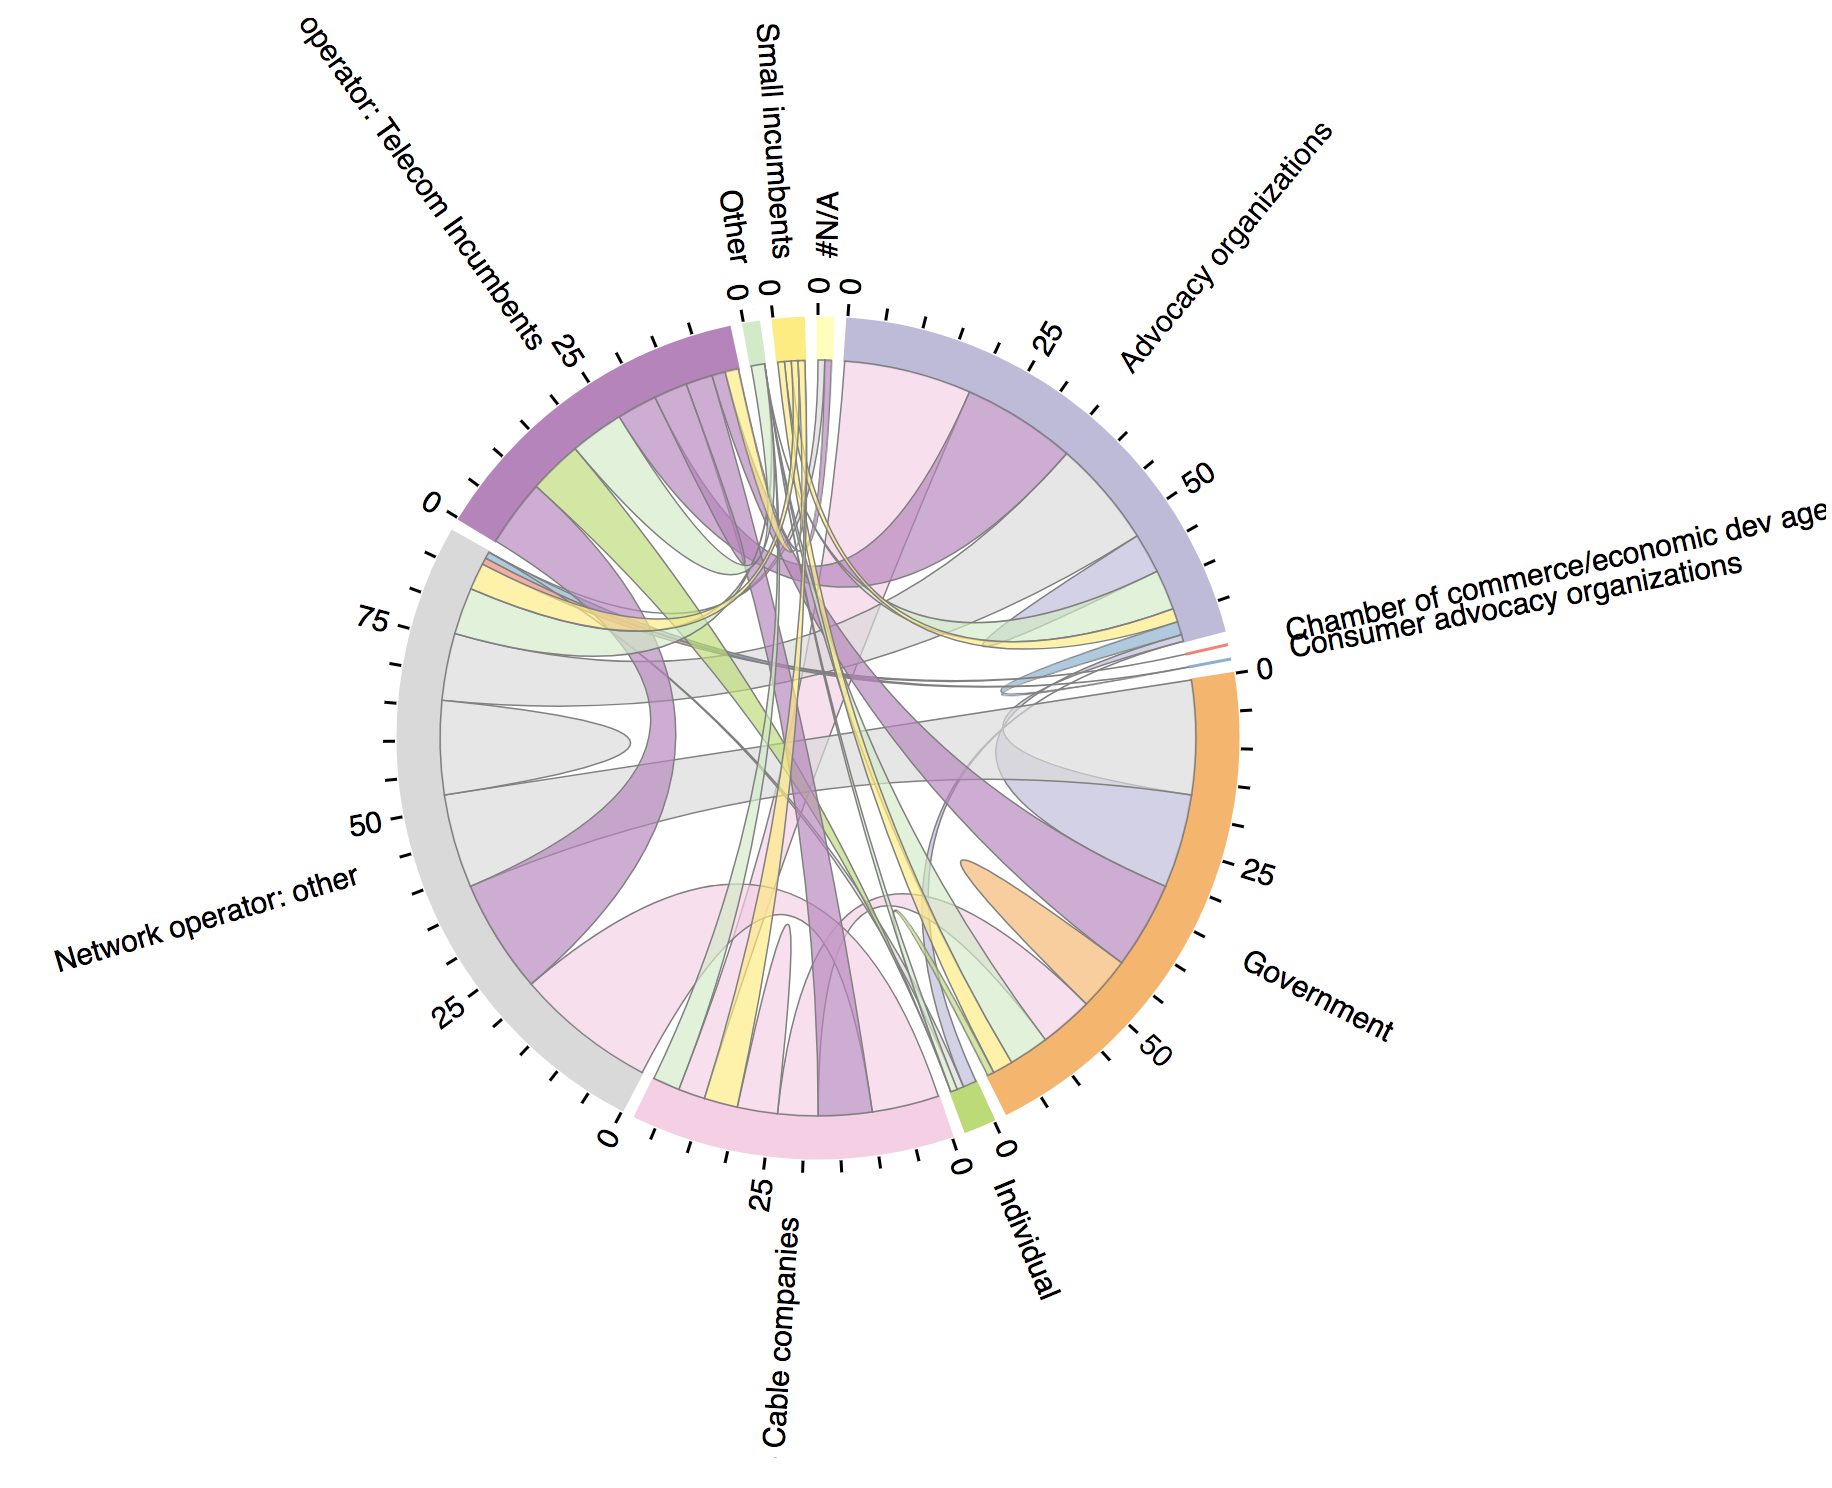 operator: Telecom Incumbents
Other
Small incumbents
#N/A
Advocacy organizations
Chamber of commerce/economic dev age
Consumer advocacy organizations
Government
Individual
Cable companies
Network operator: other
0
25
50
0
25
50
0
0
25
0
25
50
75
0
25
0
0
0